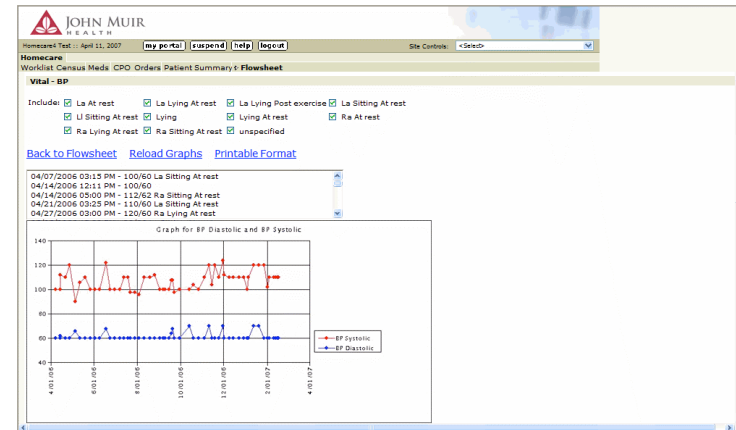 JOHN MUIR
HEALTH
Homecare4 Test :: April 11, 2007 my portal suspend help logout Site Controls: <Select>
Homecare
Worklist Census Meds CPO Orders Patient Summary Flowsheet
Vital - BP
Include: La At rest La Lying At rest La Lying Post exercise La Sitting At rest
Ll Sitting At rest Lying Lying At rest Ra At rest
Ra Lying At rest Ra Sitting At rest unspecified
Back to Flowsheet Reload Graphs Printable Format
04/07/2006 03:15 PM - 100/60 La Sitting At rest
04/14/2006 12:11 PM - 100/60
04/14/2006 05:00 PM - 112/62 Ra Sitting At rest
04/21/2006 03:25 PM - 110/60 La Sitting At rest
04/27/2006 03:00 PM - 120/60 Ra Lying At rest
Graph for BP Diastolic and BP Systolic
140
120
100
80
60
40
BP Systolic
BP Diastolic
4/01/06 6/01/06 8/01/06 10/01/06 12/01/06 2/01/07 4/01/07